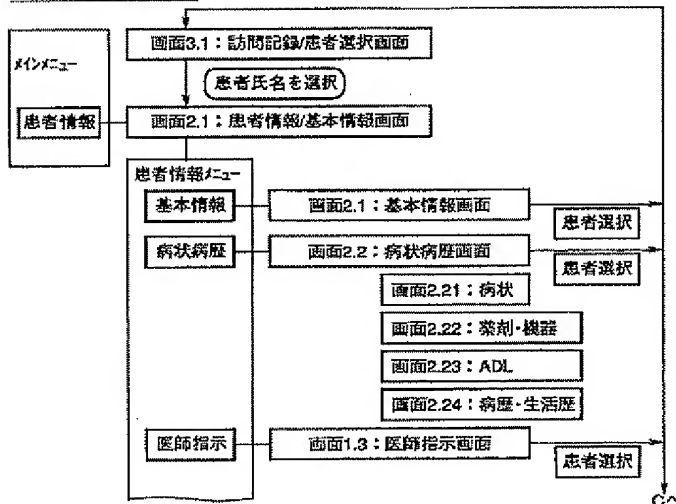 画面3.1：訪問記録/患者選択画面
メインメニュー
患者氏名を選択
患者情報
画面2.1：患者情報/基本情報画面
患者情報メニュー
基本情報
画面2.1：基本情報画面
患者選択
病状病歴
画面2.2：病状病歴画面
患者選択
画面2.21：病状
画面2.22：薬剤・機器
画面2.23：ADL
画面2.24：病歴・生活歴
医師指示
画面1.3：医師指示画面
患者選択